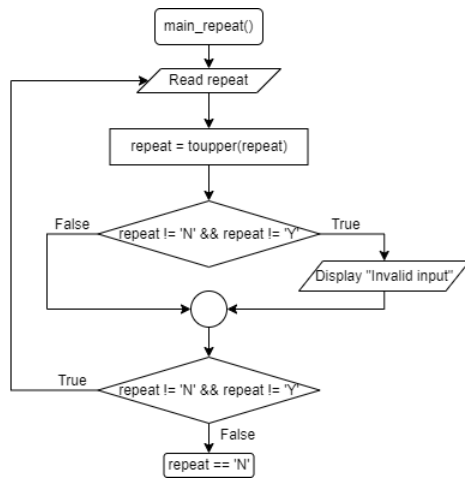 main_repeat()
Read repeat
repeat = toupper(repeat)
False
True
repeat != 'N' && repeat != 'Y'
Display "Invalid input"
True
repeat != 'N' && repeat != 'Y'
False
repeat == 'N'